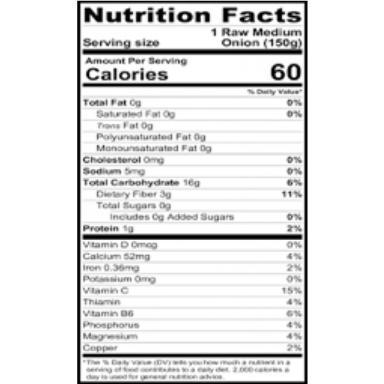 Nutrition Facts
1 Raw Medium
Serving size Onion (150g)
Amount Per Serving
Calories 60
% Daily Value*
Total Fat 0g 0%
Saturated Fat 0g 0%
Trans Fat 0g
Polyunsaturated Fat 0g
Monounsaturated Fat 0g
Cholesterol 0mg 0%
Sodium 5mg 0%
Total Carbohydrate 16g 6%
Dietary Fiber 3g 11%
Total Sugars 0g
Includes 0g Added Sugars 0%
Protein 1g 2%
Vitamin D 0mcg 0%
Calcium 52mg 4%
Iron 0.36mg 2%
Potassium 0mg 0%
Vitamin C 15%
Thiamin 4%
Vitamin B6 6%
Phosphorus 4%
Magnesium 4%
Copper 2%
*The % Daily Value (DV) tells you how much a nutrient in a
serving of food contributes to a daily diet. 2,000 calories a
day is used for general nutrition advice.